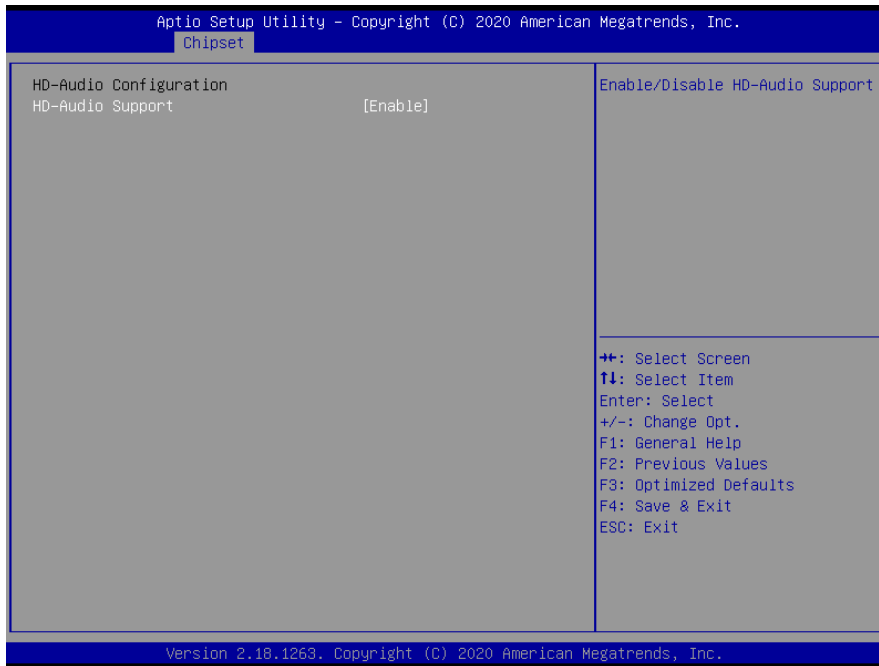 Aptio Setup Utility – Copyright (C) 2020 American Megatrends, Inc.
Chipset
HD-Audio Configuration
HD-Audio Support [Enable]
Enable/Disable HD-Audio Support
→←: Select Screen
↑↓: Select Item
Enter: Select
+/-: Change Opt.
F1: General Help
F2: Previous Values
F3: Optimized Defaults
F4: Save & Exit
ESC: Exit
Version 2.18.1263. Copyright (C) 2020 American Megatrends, Inc.